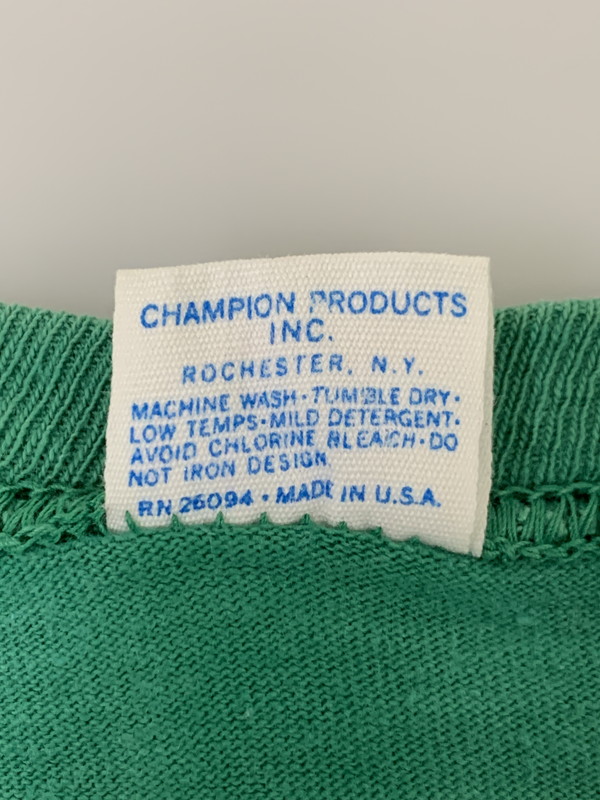 CHAMPION PRODUCTS
INC.
ROCHESTER, N.Y.
MACHINE WASH·TUMBLE DRY·
LOW TEMPS·MILD DETERGENT·
AVOID CHLORINE BLEACH·DO
NOT IRON DESIGN
RN 26094 · MADE IN U.S.A.